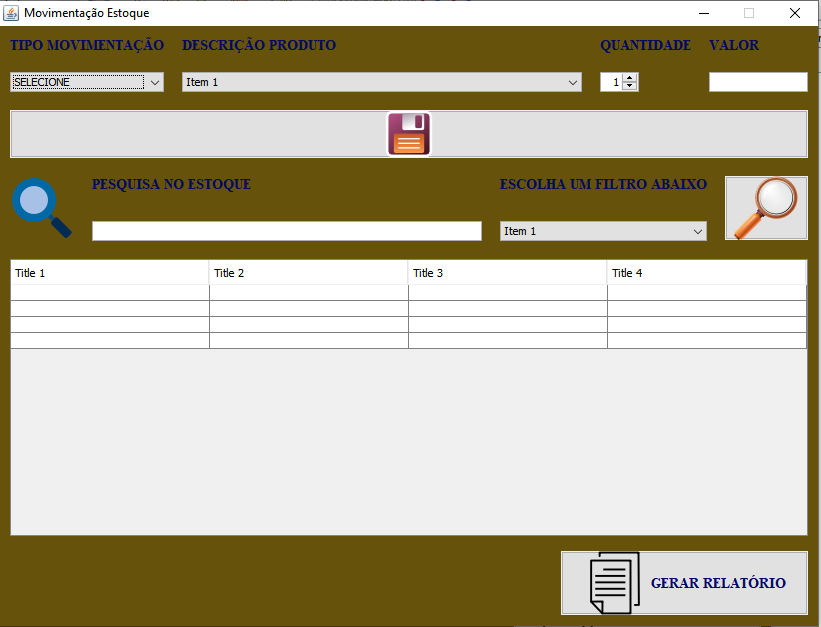 Movimentação Estoque
TIPO MOVIMENTAÇÃO DESCRIÇÃO PRODUTO QUANTIDADE VALOR
SELECIONE Item 1 1
PESQUISA NO ESTOQUE ESCOLHA UM FILTRO ABAIXO
Item 1
Title 1 Title 2 Title 3 Title 4
GERAR RELATÓRIO